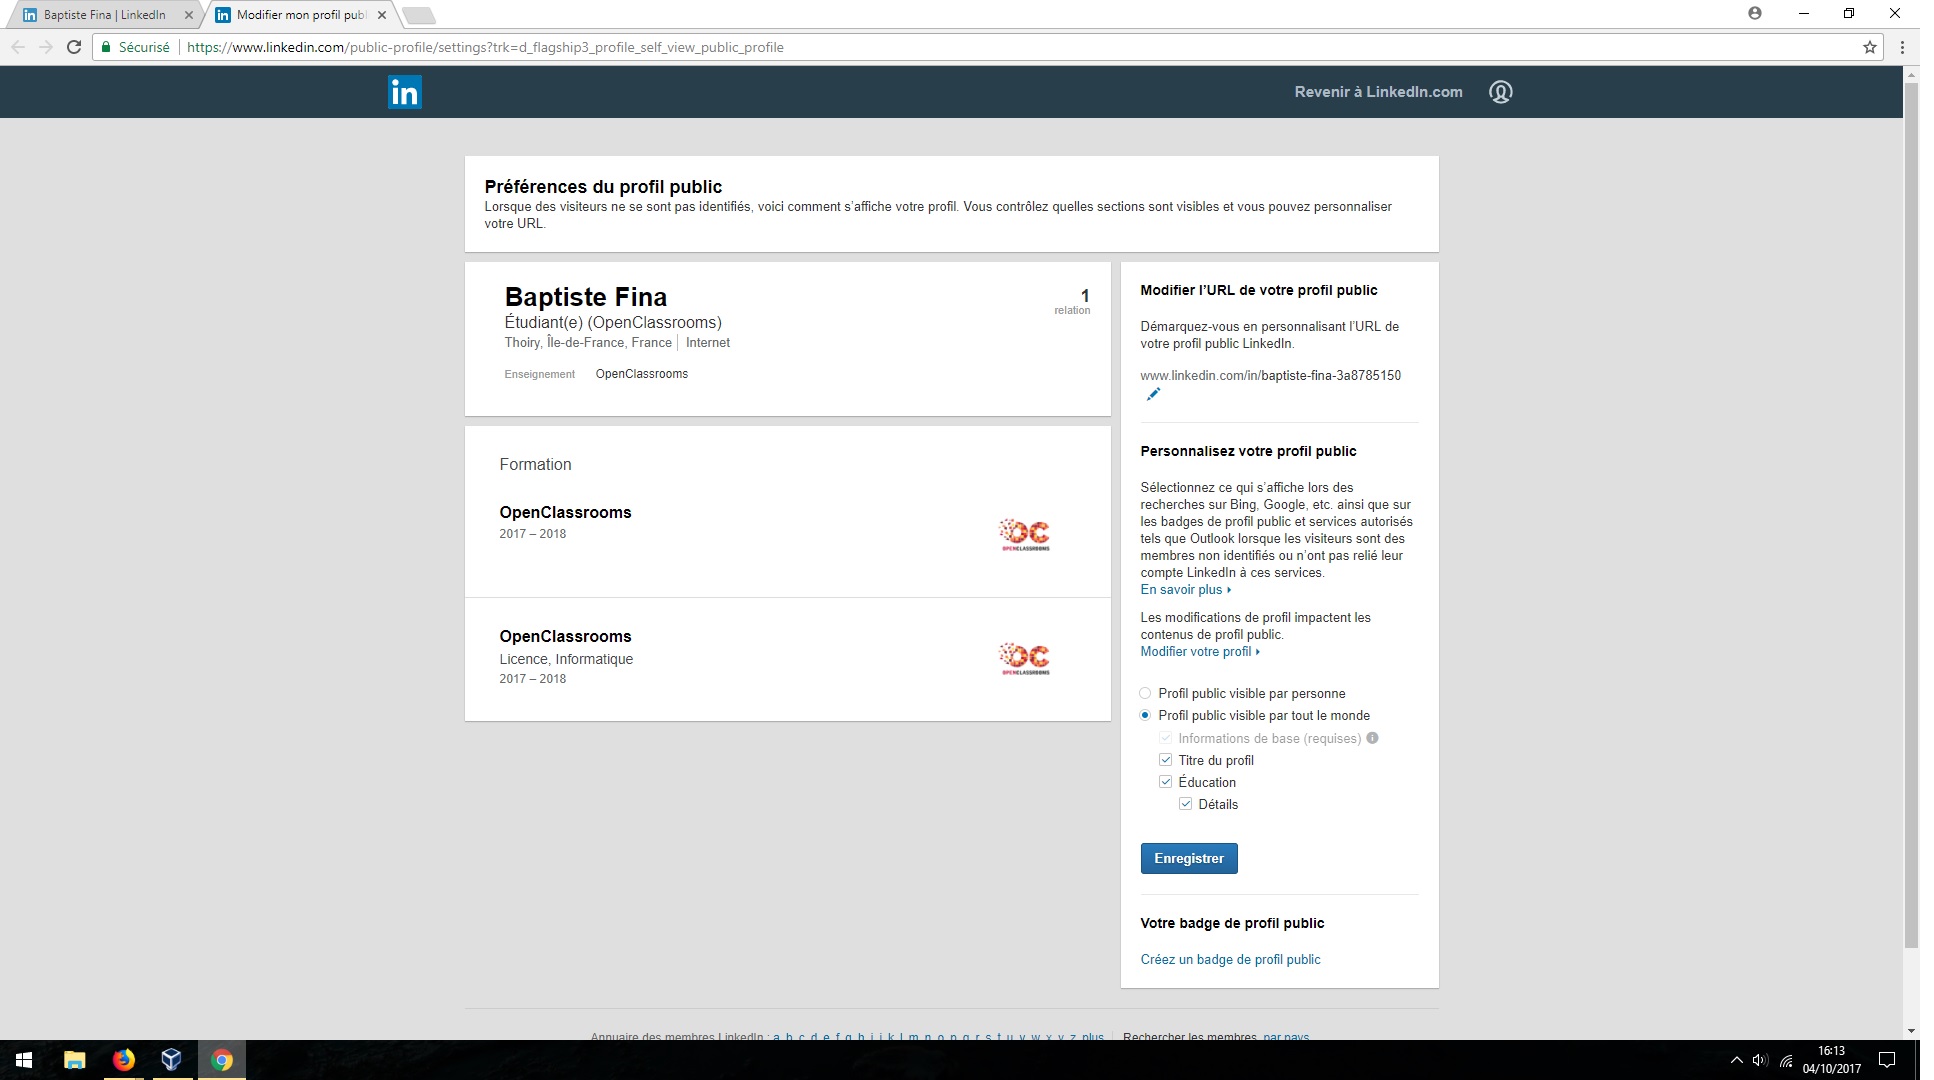 Baptiste Fina | LinkedIn
Modifier mon profil publ
Sécurisé
https://www.linkedin.com/public-profile/settings?trk=d_flagship3_profile_self_view_public_profile
in
Revenir à LinkedIn.com
Préférences du profil public
Lorsque des visiteurs ne se sont pas identifiés, voici comment s’affiche votre profil. Vous contrôlez quelles sections sont visibles et vous pouvez personnaliser
votre URL.
Baptiste Fina
Étudiant(e) (OpenClassrooms)
Thoiry, Île-de-France, France
Internet
Enseignement
OpenClassrooms
1
relation
Formation
OpenClassrooms
2017 – 2018
OC
OPENCLASSROOMS
OpenClassrooms
Licence, Informatique
2017 – 2018
OC
OPENCLASSROOMS
Modifier l’URL de votre profil public
Démarquez-vous en personnalisant l’URL de
votre profil public LinkedIn.
www.linkedin.com/in/baptiste-fina-3a8785150
Personnalisez votre profil public
Sélectionnez ce qui s’affiche lors des
recherches sur Bing, Google, etc. ainsi que sur
les badges de profil public et services autorisés
tels que Outlook lorsque les visiteurs sont des
membres non identifiés ou n’ont pas relié leur
compte LinkedIn à ces services.
En savoir plus
Les modifications de profil impactent les
contenus de profil public.
Modifier votre profil
Profil public visible par personne
Profil public visible par tout le monde
Informations de base (requises)
Titre du profil
Éducation
Détails
Enregistrer
Votre badge de profil public
Créez un badge de profil public
Annuaire des membres LinkedIn : a b c d e f g h i j k l m n o p q r s t u v w x y z plus
Rechercher les membres par pays
16:13
04/10/2017